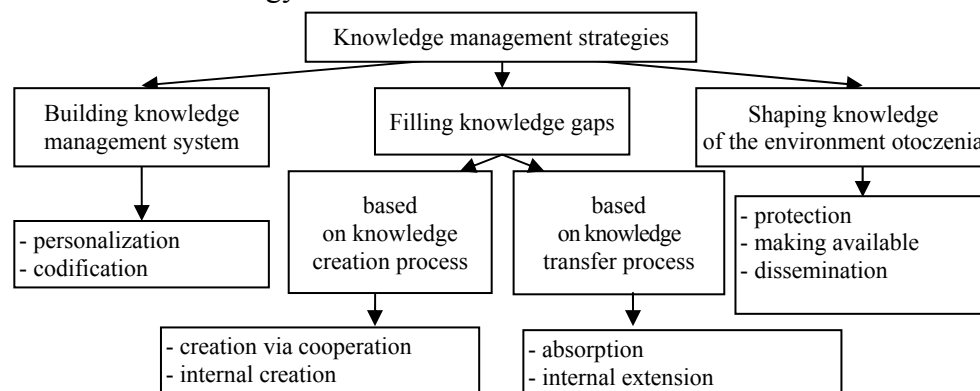 Knowledge management strategies
Building knowledge
management system
Filling knowledge gaps
Shaping knowledge
of the environment otoczenia
- personalization
- codification
based
on knowledge
creation process
based
on knowledge
transfer process
- protection
- making available
- dissemination
- creation via cooperation
- internal creation
- absorption
- internal extension